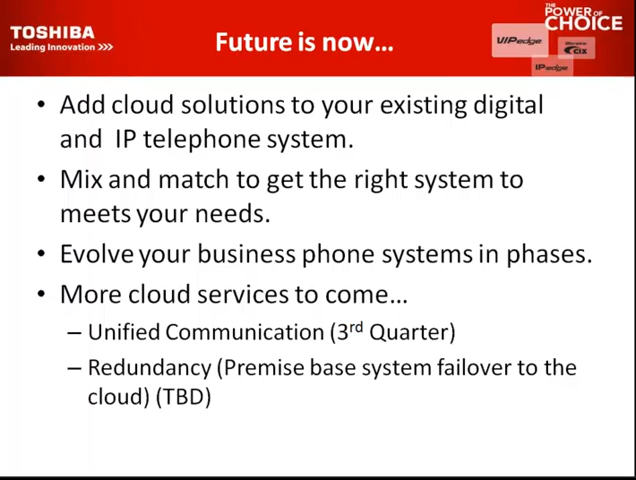 TOSHIBA
Leading Innovation >>>
Future is now...
THE POWER OF
CHOICE
VIPedge
CIX
IPedge
• Add cloud solutions to your existing digital
and IP telephone system.
• Mix and match to get the right system to
meets your needs.
• Evolve your business phone systems in phases.
• More cloud services to come...
– Unified Communication (3rd Quarter)
– Redundancy (Premise base system failover to the
cloud) (TBD)